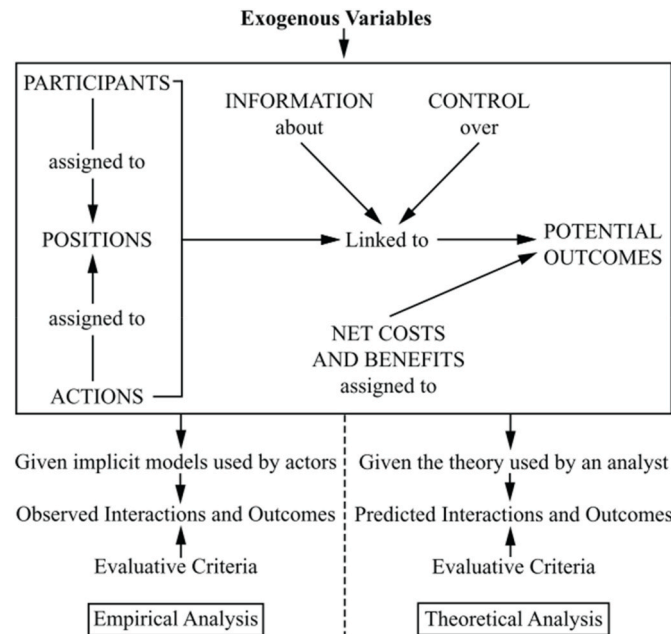 Exogenous Variables
PARTICIPANTS
assigned to
POSITIONS
assigned to
ACTIONS
INFORMATION
about
CONTROL
over
Linked to
POTENTIAL
OUTCOMES
NET COSTS
AND BENEFITS
assigned to
Given implicit models used by actors
Observed Interactions and Outcomes
Evaluative Criteria
Empirical Analysis
Given the theory used by an analyst
Predicted Interactions and Outcomes
Evaluative Criteria
Theoretical Analysis